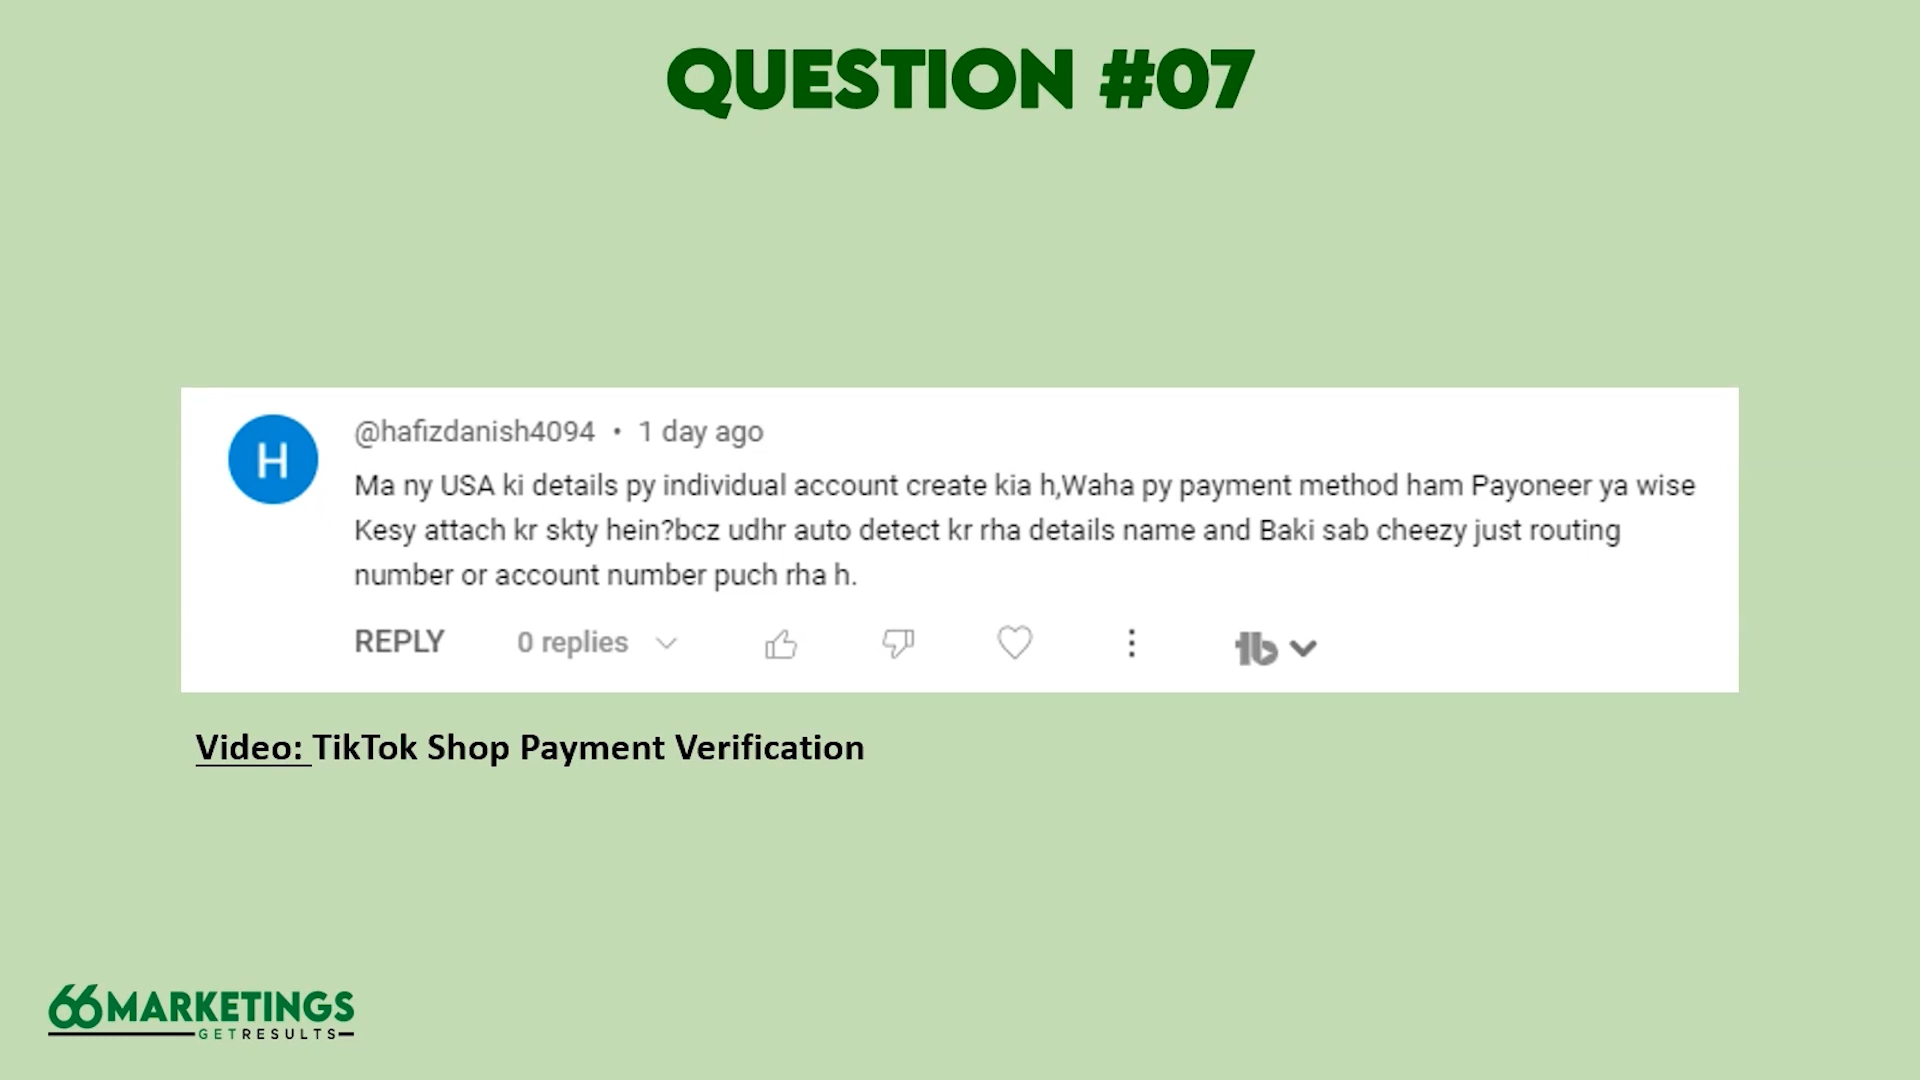 QUESTION #07
H
@hafizdanish4094 • 1 day ago
Ma ny USA ki details py individual account create kia h,Waha py payment method ham Payoneer ya wise
Kesy attach kr skty hein?bcz udhr auto detect kr rha details name and Baki sab cheezy just routing
number or account number puch rha h.
REPLY 0 replies
Video: TikTok Shop Payment Verification
66MARKETINGS
GETRESULTS